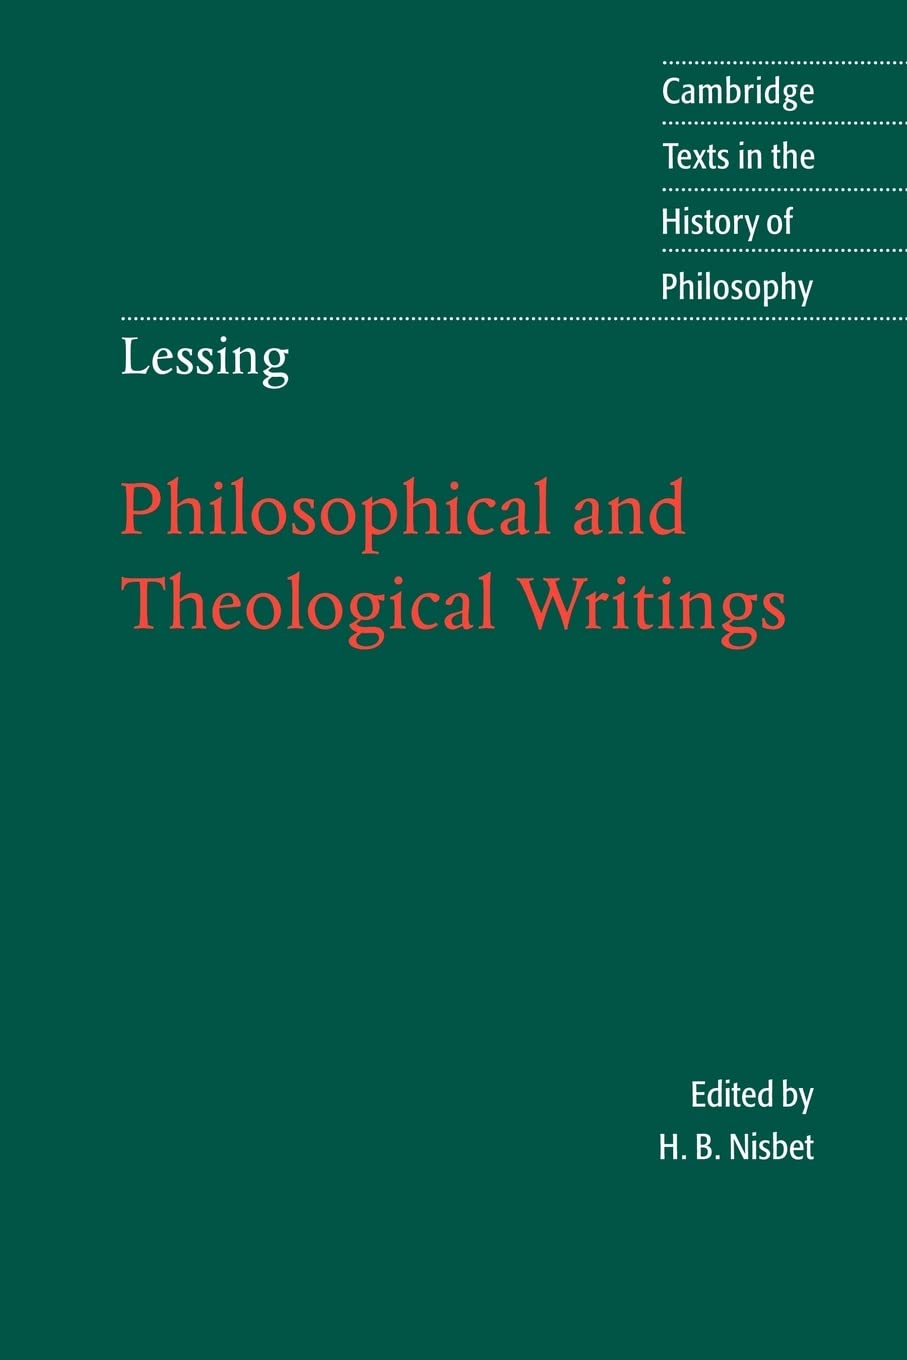 Cambridge
Texts in the
History of
Philosophy
Lessing
Philosophical and
Theological Writings
Edited by
H. B. Nisbet